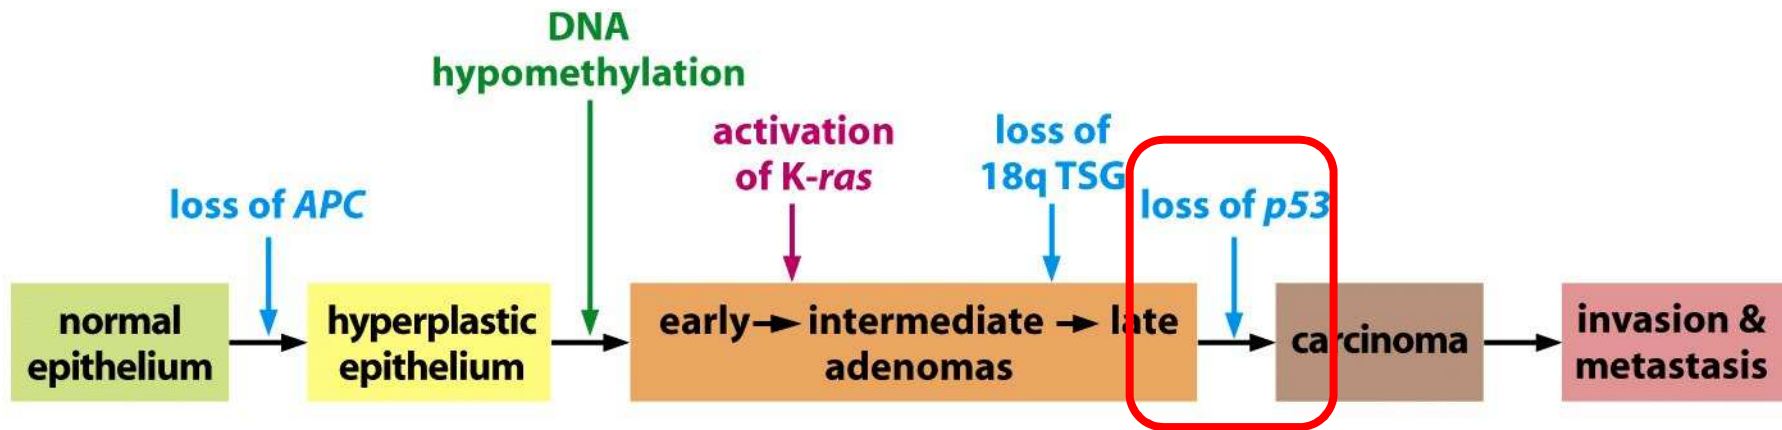 DNA
hypomethylation
activation
of K-ras
loss of
18q TSG
loss of APC
loss of p53
normal
epithelium
hyperplastic
epithelium
early intermediate late
adenomas
carcinoma
invasion &
metastasis